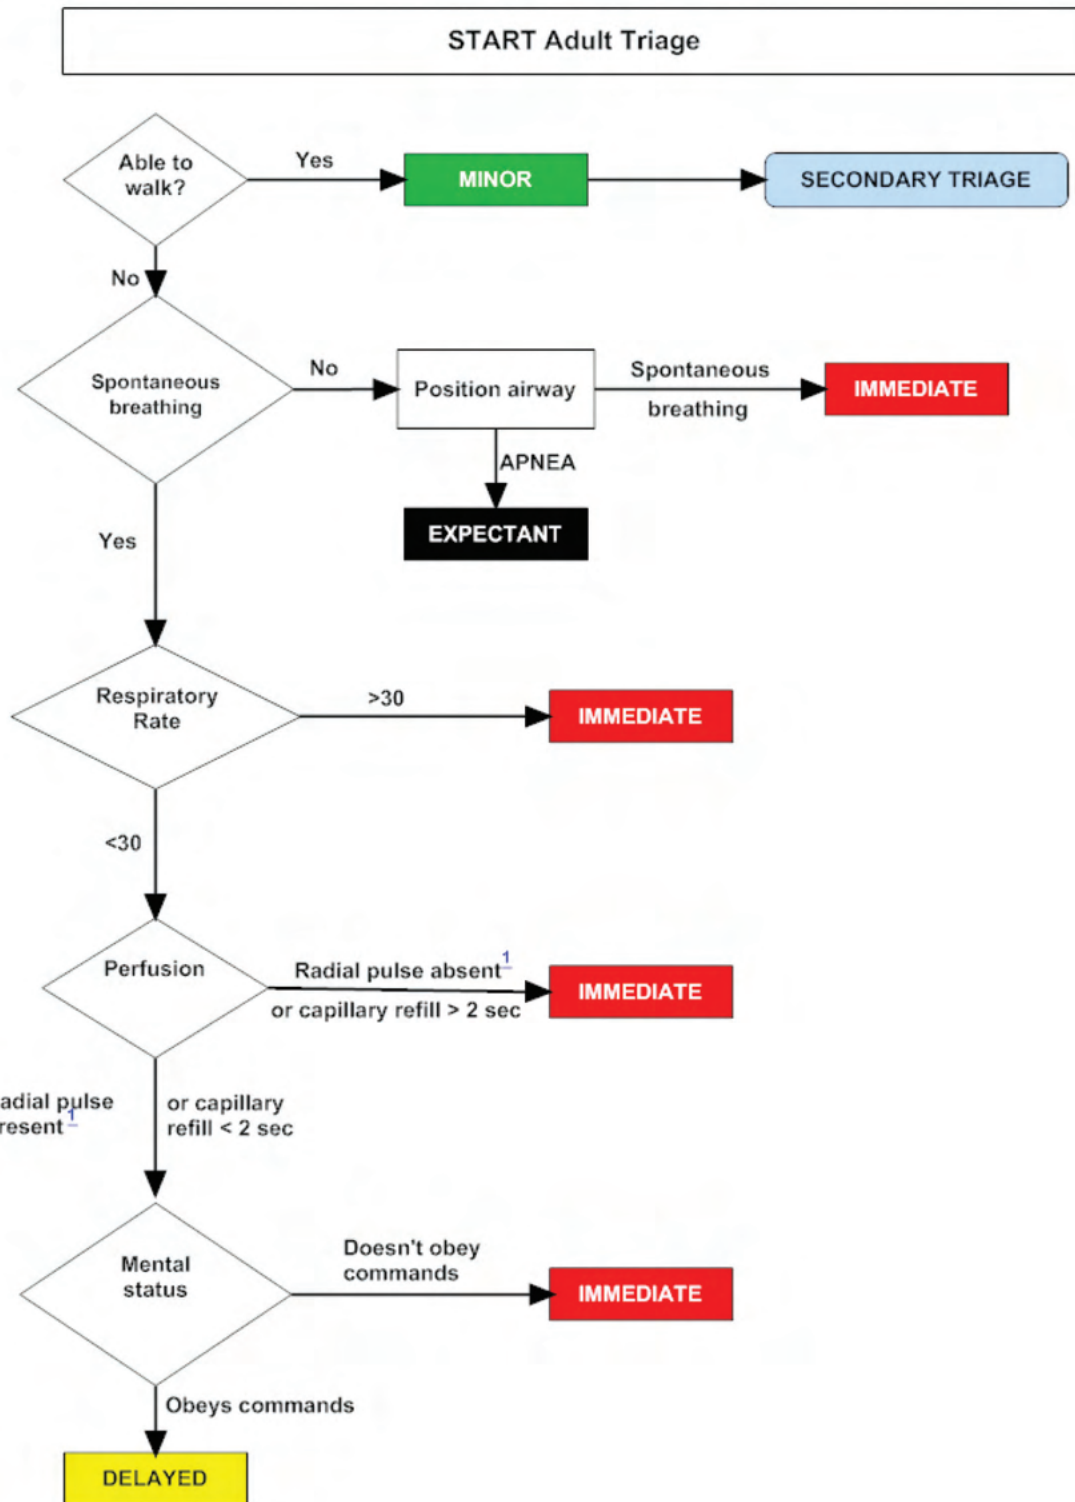 START Adult Triage
Able to
walk?
Yes
MINOR
SECONDARY TRIAGE
No
Spontaneous
breathing
No
Position airway
Spontaneous
breathing
IMMEDIATE
APNEA
EXPECTANT
Yes
Respiratory
Rate
>30
IMMEDIATE
<30
Perfusion
Radial pulse absent1
or capillary refill > 2 sec
IMMEDIATE
adial pulse
resent1
or capillary
refill < 2 sec
Mental
status
Doesn't obey
commands
IMMEDIATE
Obeys commands
DELAYED